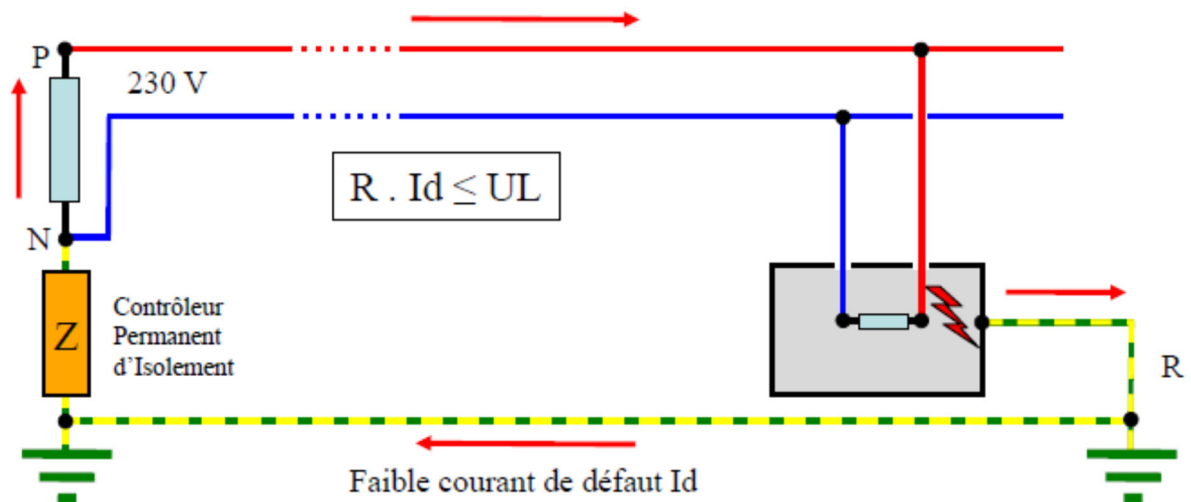 P
230 V
R . Id ≤ UL
N
Z
Contrôleur
Permanent
d'Isolement
R
Faible courant de défaut Id